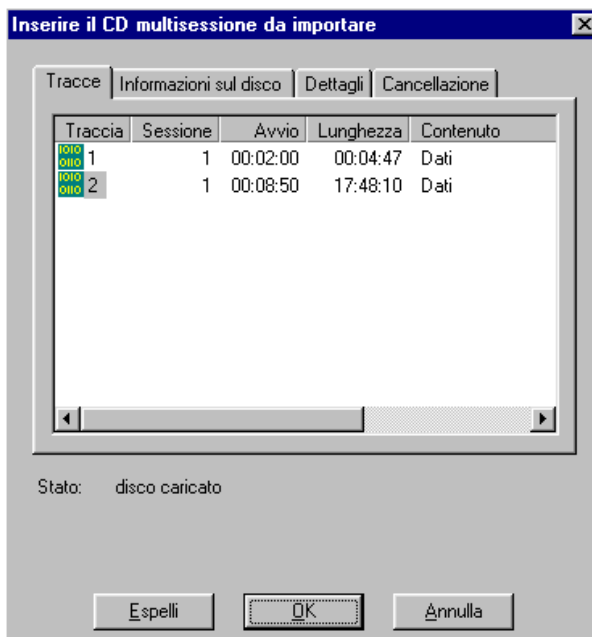 Inserire il CD multisessione da importare
Tracce Informazioni sul disco Dettagli Cancellazione
Traccia Sessione Avvio Lunghezza Contenuto
1 1 00:02:00 00:04:47 Dati
2 1 00:08:50 17:48:10 Dati
Stato: disco caricato
Espelli OK Annulla